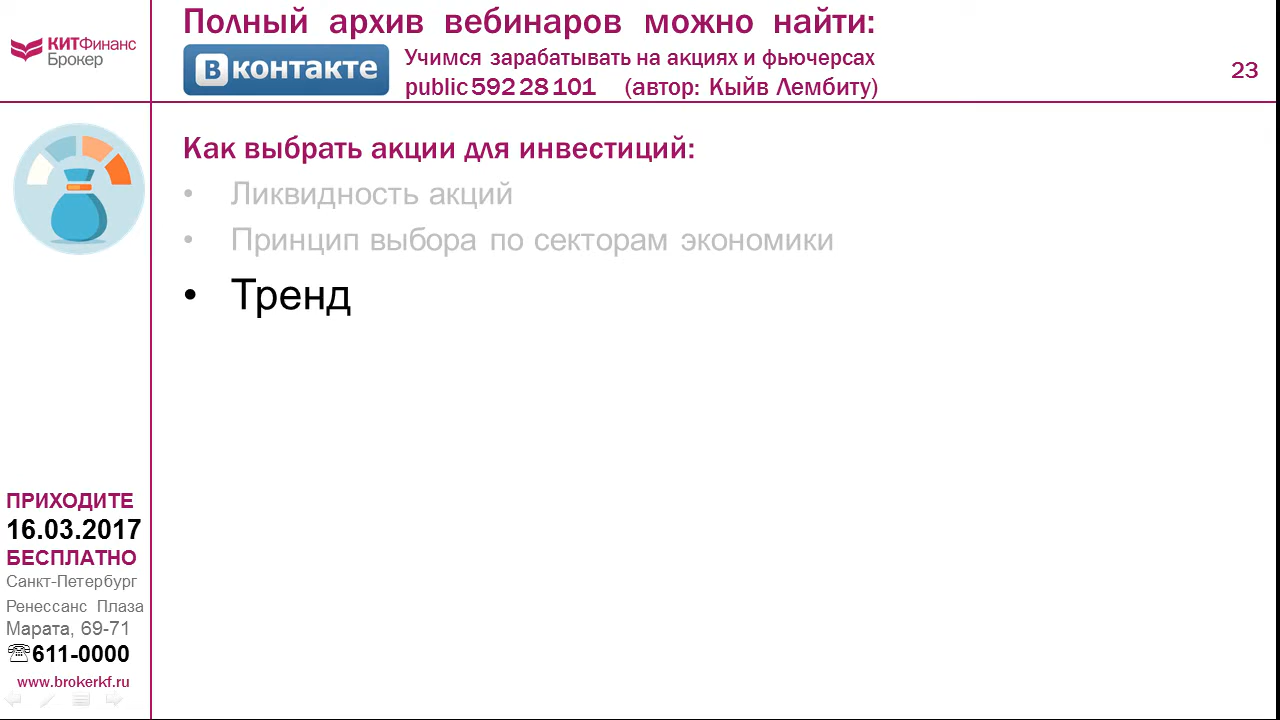 КИТФинанс
Брокер
Полный архив вебинаров можно найти:
В контакте
Учимся зарабатывать на акциях и фьючерсах
public 592 28 101 (автор: Кыйв Лембиту)
23
Как выбрать акции для инвестиций:
• Ликвидность акций
• Принцип выбора по секторам экономики
• Тренд
ПРИХОДИТЕ
16.03.2017
БЕСПЛАТНО
Санкт-Петербург
Ренессанс Плаза
Марата, 69-71
☏611-0000
www.brokerkf.ru